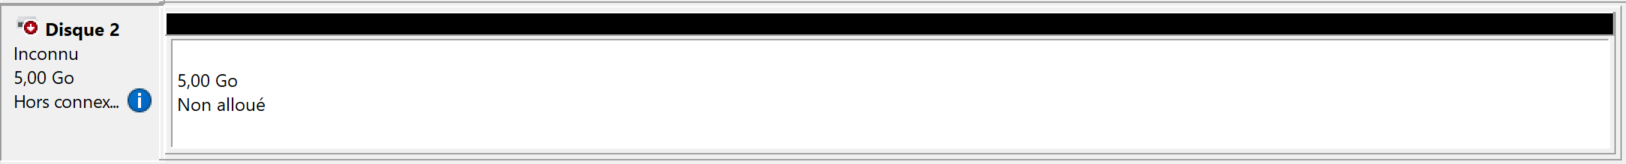 Disque 2
Inconnu
5,00 Go
Hors connex...
5,00 Go
Non alloué